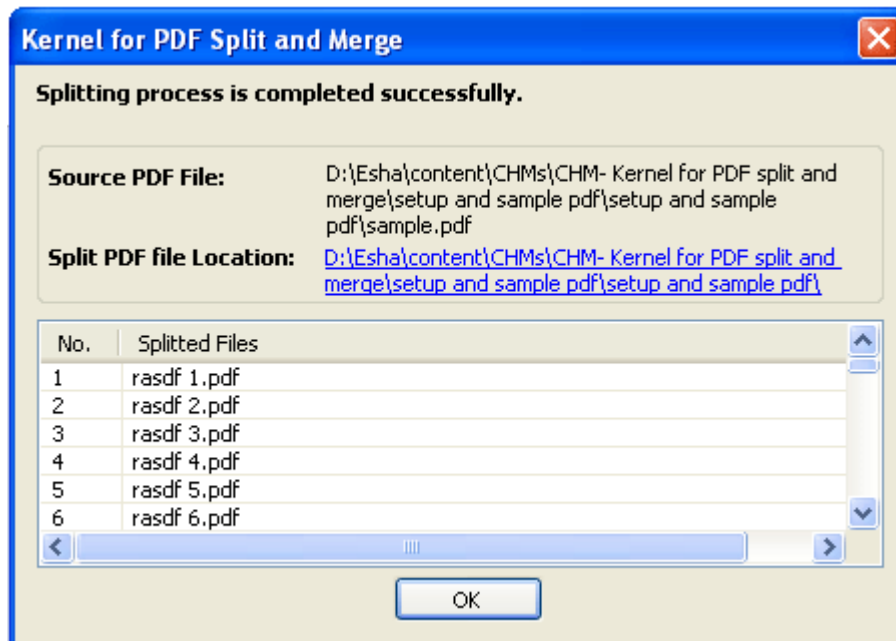 Kernel for PDF Split and Merge
Splitting process is completed successfully.
Source PDF File:
D:\Esha\content\CHMs\CHM- Kernel for PDF split and
merge\setup and sample pdf\setup and sample
pdf\sample.pdf
Split PDF file Location:
D:\Esha\content\CHMs\CHM- Kernel for PDF split and
merge\setup and sample pdf\setup and sample pdf\
No. Splitted Files
1 rasdf 1.pdf
2 rasdf 2.pdf
3 rasdf 3.pdf
4 rasdf 4.pdf
5 rasdf 5.pdf
6 rasdf 6.pdf
OK